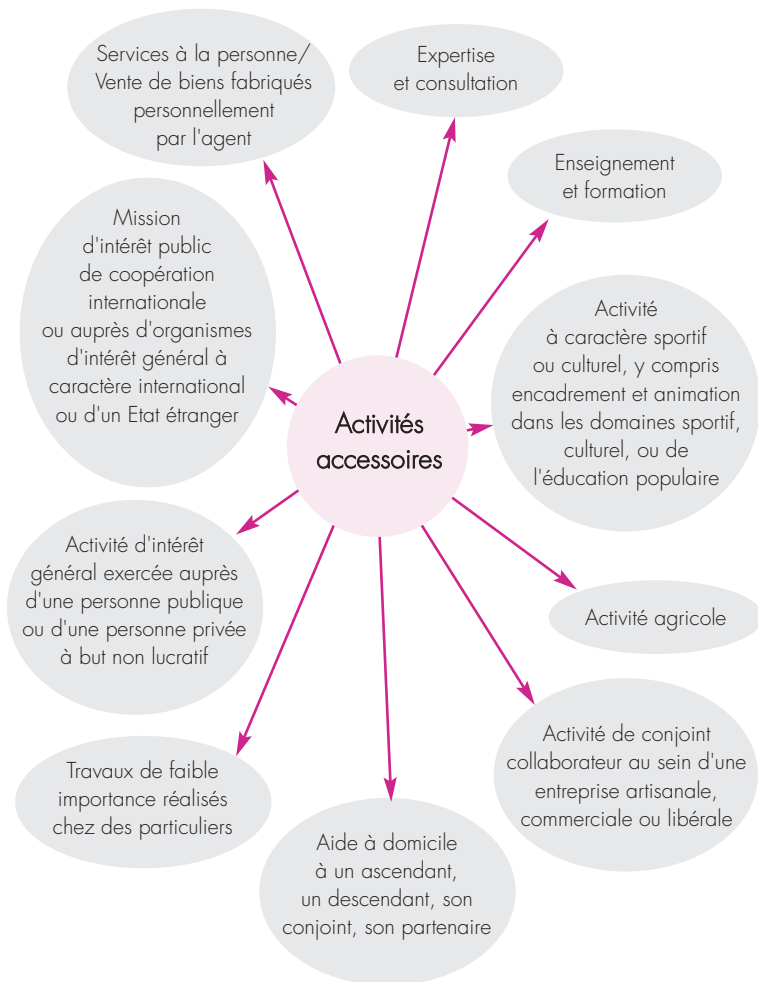 Services à la personne/
Vente de biens fabriqués
personnellement
par l'agent
Expertise
et consultation
Enseignement
et formation
Mission
d'intérêt public
de coopération
internationale
ou auprès d'organismes
d'intérêt général à
caractère international
ou d'un Etat étranger
Activité
à caractère sportif
ou culturel, y compris
encadrement et animation
dans les domaines sportif,
culturel, ou de
l'éducation populaire
Activités
accessoires
Activité d'intérêt
général exercée auprès
d'une personne publique
ou d'une personne privée
à but non lucratif
Activité agricole
Activité de conjoint
collaborateur au sein d'une
entreprise artisanale,
commerciale ou libérale
Travaux de faible
importance réalisés
chez des particuliers
Aide à domicile
à un ascendant,
un descendant, son
conjoint, son partenaire